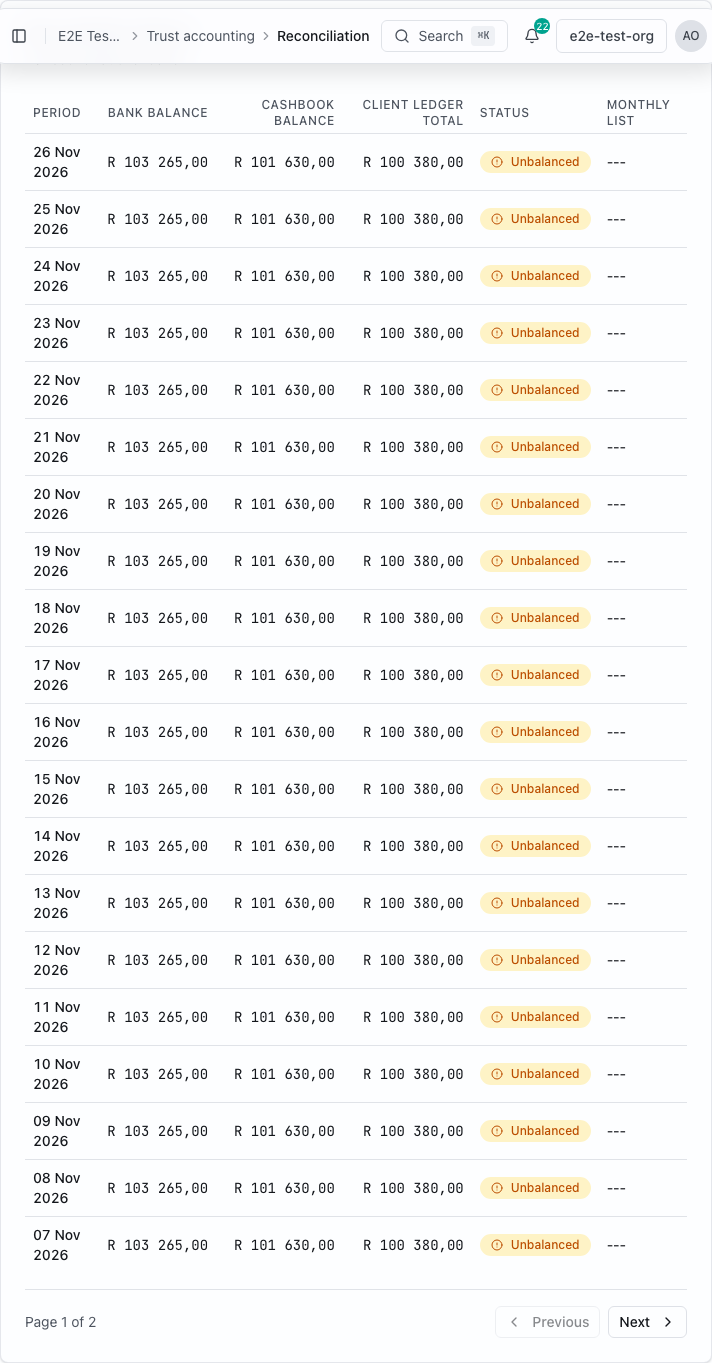 E2E Tes... > Trust accounting > Reconciliation Search ⌘K 22 e2e-test-org AO
PERIOD BANK BALANCE CASHBOOK BALANCE CLIENT LEDGER TOTAL STATUS MONTHLY LIST
26 Nov 2026 R 103 265,00 R 101 630,00 R 100 380,00 Unbalanced ---
25 Nov 2026 R 103 265,00 R 101 630,00 R 100 380,00 Unbalanced ---
24 Nov 2026 R 103 265,00 R 101 630,00 R 100 380,00 Unbalanced ---
23 Nov 2026 R 103 265,00 R 101 630,00 R 100 380,00 Unbalanced ---
22 Nov 2026 R 103 265,00 R 101 630,00 R 100 380,00 Unbalanced ---
21 Nov 2026 R 103 265,00 R 101 630,00 R 100 380,00 Unbalanced ---
20 Nov 2026 R 103 265,00 R 101 630,00 R 100 380,00 Unbalanced ---
19 Nov 2026 R 103 265,00 R 101 630,00 R 100 380,00 Unbalanced ---
18 Nov 2026 R 103 265,00 R 101 630,00 R 100 380,00 Unbalanced ---
17 Nov 2026 R 103 265,00 R 101 630,00 R 100 380,00 Unbalanced ---
16 Nov 2026 R 103 265,00 R 101 630,00 R 100 380,00 Unbalanced ---
15 Nov 2026 R 103 265,00 R 101 630,00 R 100 380,00 Unbalanced ---
14 Nov 2026 R 103 265,00 R 101 630,00 R 100 380,00 Unbalanced ---
13 Nov 2026 R 103 265,00 R 101 630,00 R 100 380,00 Unbalanced ---
12 Nov 2026 R 103 265,00 R 101 630,00 R 100 380,00 Unbalanced ---
11 Nov 2026 R 103 265,00 R 101 630,00 R 100 380,00 Unbalanced ---
10 Nov 2026 R 103 265,00 R 101 630,00 R 100 380,00 Unbalanced ---
09 Nov 2026 R 103 265,00 R 101 630,00 R 100 380,00 Unbalanced ---
08 Nov 2026 R 103 265,00 R 101 630,00 R 100 380,00 Unbalanced ---
07 Nov 2026 R 103 265,00 R 101 630,00 R 100 380,00 Unbalanced ---
Page 1 of 2 Previous Next